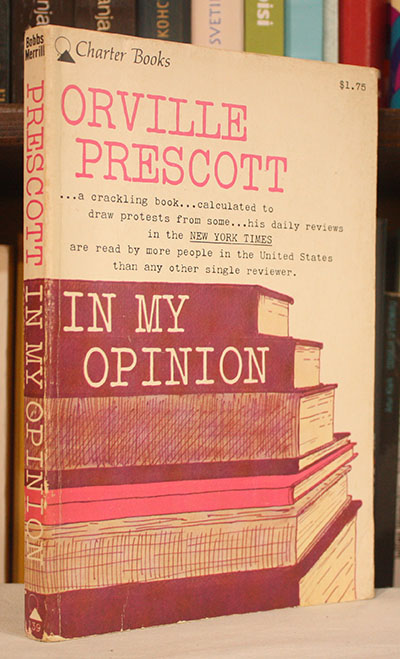 Charter Books
$1.75
ORVILLE
PRESCOTT
...a crackling book...calculated to
draw protests from some...his daily reviews
in the NEW YORK TIMES
are read by more people in the United States
than any other single reviewer.
IN MY
OPINION
Bobbs
Merrill
PRESCOTT
IN MY OPINION
39